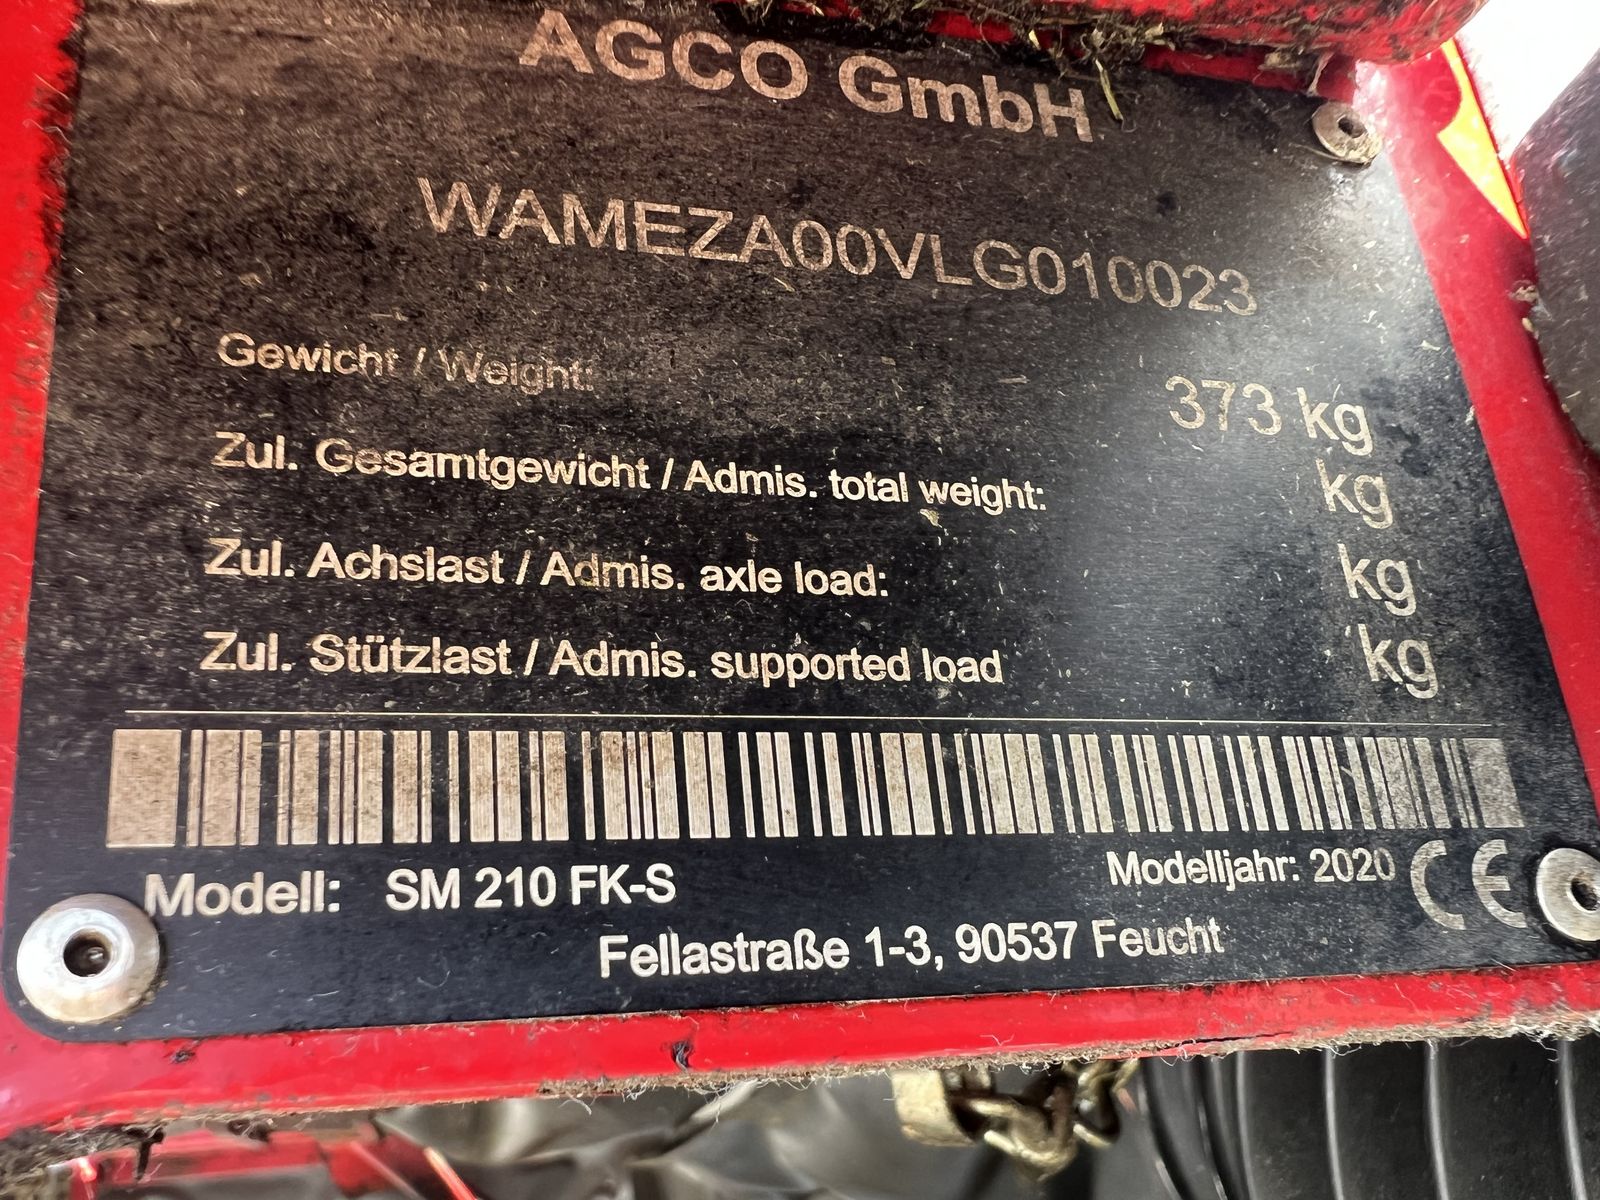 AGCO GmbH
WAMEZA00VLG010023
Gewicht / Weight: 373 kg
Zul. Gesamtgewicht / Admis. total weight: kg
Zul. Achslast / Admis. axle load: kg
Zul. Stützlast / Admis. supported load kg
Modell: SM 210 FK-S Modelljahr: 2020 CE
Fellastraße 1-3, 90537 Feucht